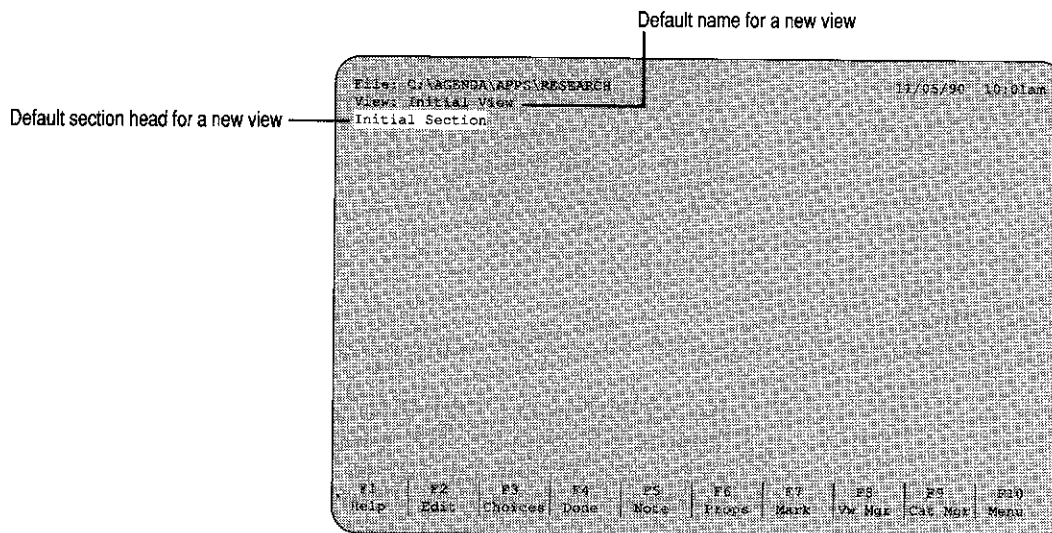 Default name for a new view
File: C:\AGENDA\APPS\RESEARCH 11/05/90 10:01am
View: Initial View
Default section head for a new view
Initial Section
F1 F2 F3 F4 F5 F6 F7 F8 F9 F10
Help Edit Choices Done Note Props Mark Vw Mgr Cat Mgr Menu